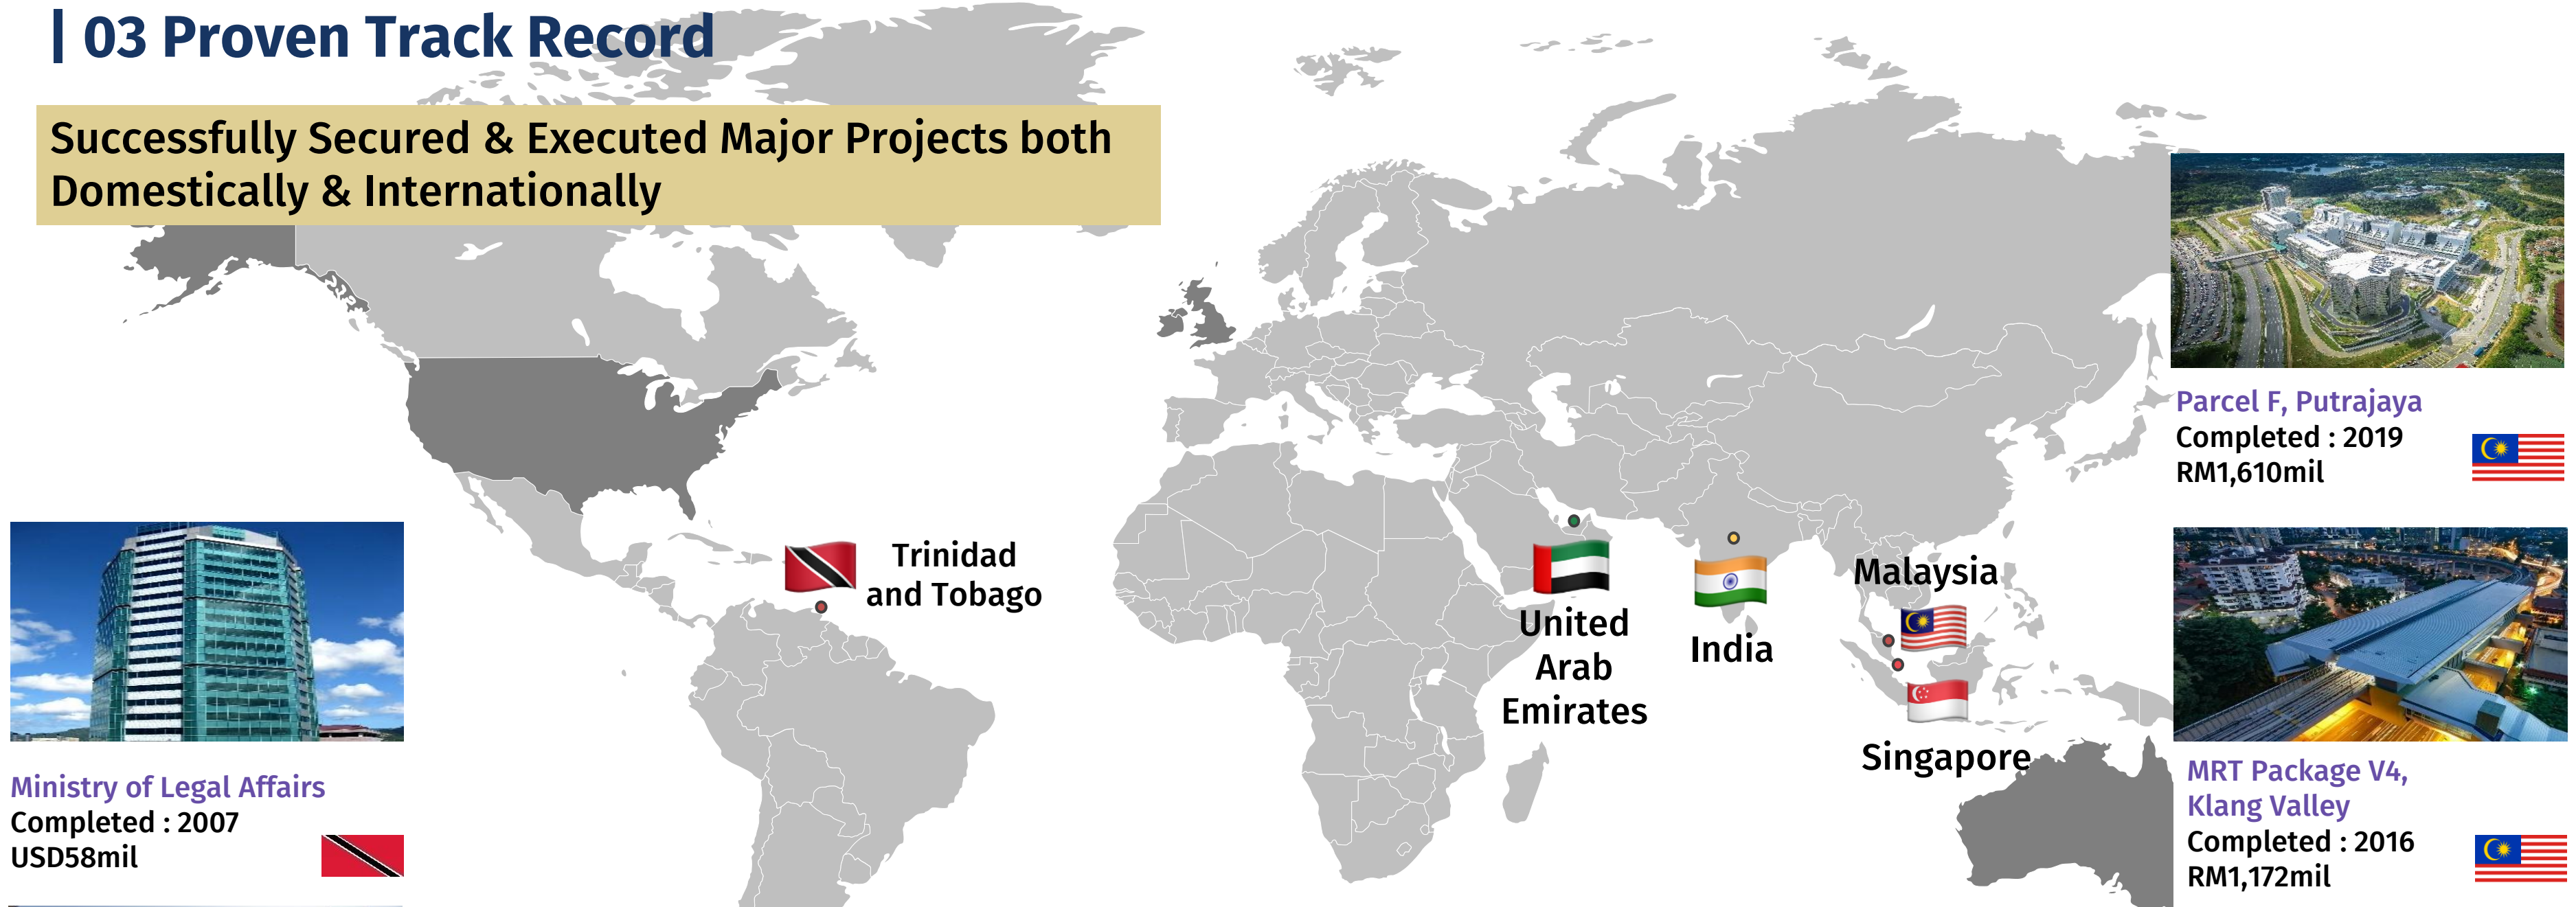 | 03 Proven Track Record
Successfully Secured & Executed Major Projects both
Domestically & Internationally
Parcel F, Putrajaya
Completed : 2019
RM1,610mil
Trinidad
and Tobago
United
Arab
Emirates
India
Malaysia
Singapore
Ministry of Legal Affairs
Completed : 2007
USD58mil
MRT Package V4,
Klang Valley
Completed : 2016
RM1,172mil